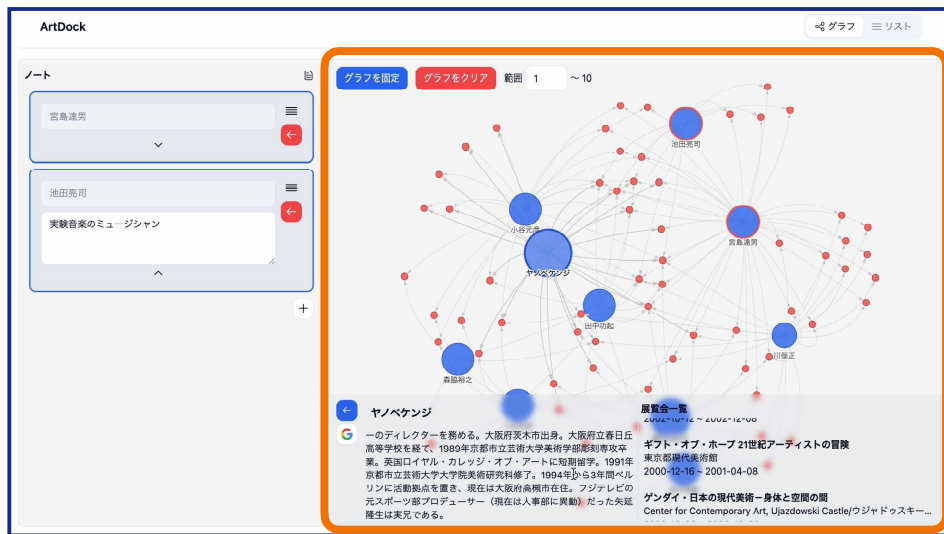 ArtDock
グラフ
リスト
ノート
宮島達男
池田亮司
実験音楽のミュージシャン
グラフを固定
グラフをクリア
範囲
1
～ 10
池田亮司
小谷元彦
宮島達男
ヤノベケンジ
田中功起
川俣正
森脇裕之
ヤノベケンジ
ーのディレクターを務める。大阪府茨木市出身。大阪府立春日丘
高等学校を経て、1989年京都市立芸術大学美術学部彫刻専攻卒
業。英国ロイヤル・カレッジ・オブ・アートに短期留学。1991年
京都市立芸術大学大学院美術研究科修了。1994年から3年間ベル
リンに活動拠点を置き、現在は大阪府高槻市在住。フジテレビの
元スポーツ部プロデューサー（現在は人事部に異動）だった矢延
隆生は実兄である。
展覧会一覧
2002-10-12 ~ 2002-12-08
ギフト・オブ・ホープ 21世紀アーティストの冒険
東京都現代美術館
2000-12-16 ~ 2001-04-08
ゲンダイ・日本の現代美術－身体と空間の間
Center for Contemporary Art, Ujazdowski Castle/ウジャドゥスキー...